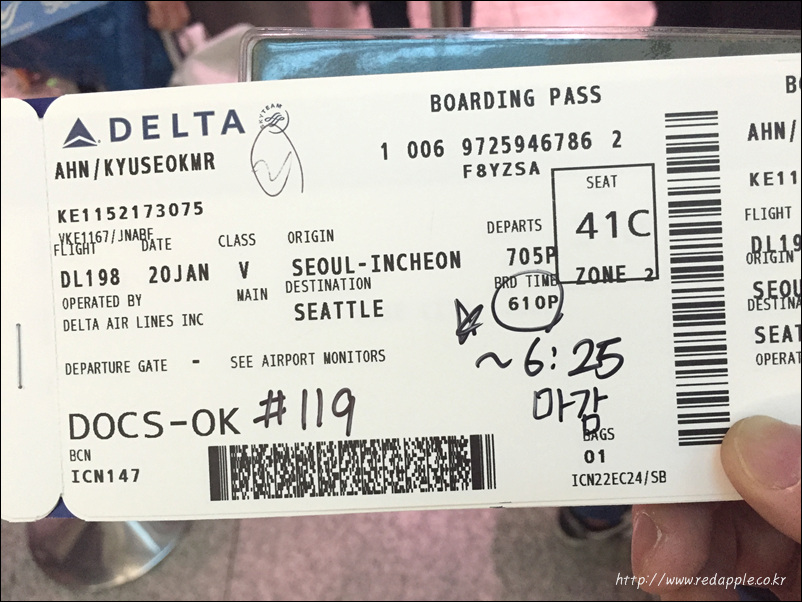 DELTA
SKYTEAM
BOARDING PASS
AHN/KYUSEOKMR
1 006 9725946786 2
F8YZSA
KE1152173075
VKE1167/JNABE
FLIGHT DATE CLASS ORIGIN DEPARTS SEAT
DL198 20JAN V SEOUL-INCHEON 705P 41C
OPERATED BY MAIN DESTINATION BRD TIME ZONE 2
DELTA AIR LINES INC SEATTLE 610P
DEPARTURE GATE - SEE AIRPORT MONITORS
~6:25
마감
DOCS-OK #119
BCN
ICN147
BAGS
01
ICN22EC24/SB
B
AHN/
KE11
FLIGHT
DL19
ORIGIN
SEOU
DESTINA
SEAT
OPERAT
http://www.redapple.co.kr